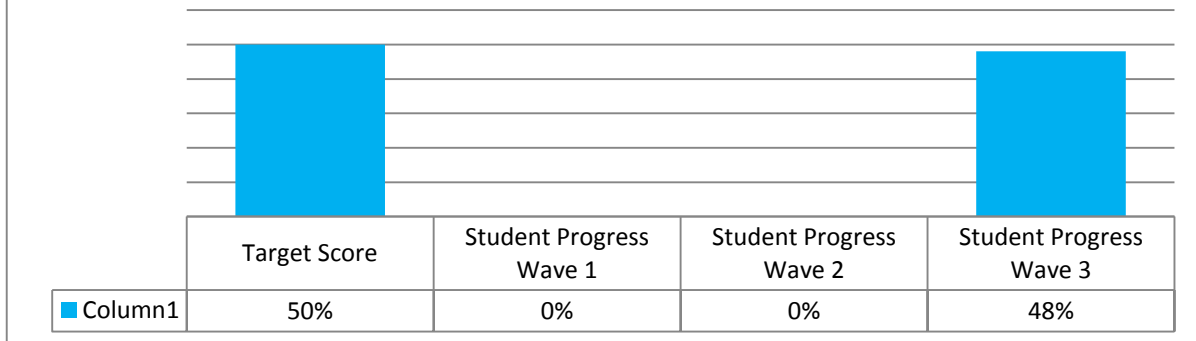 Target Score
Student Progress Wave 1
Student Progress Wave 2
Student Progress Wave 3
Column1 50% 0% 0% 48%